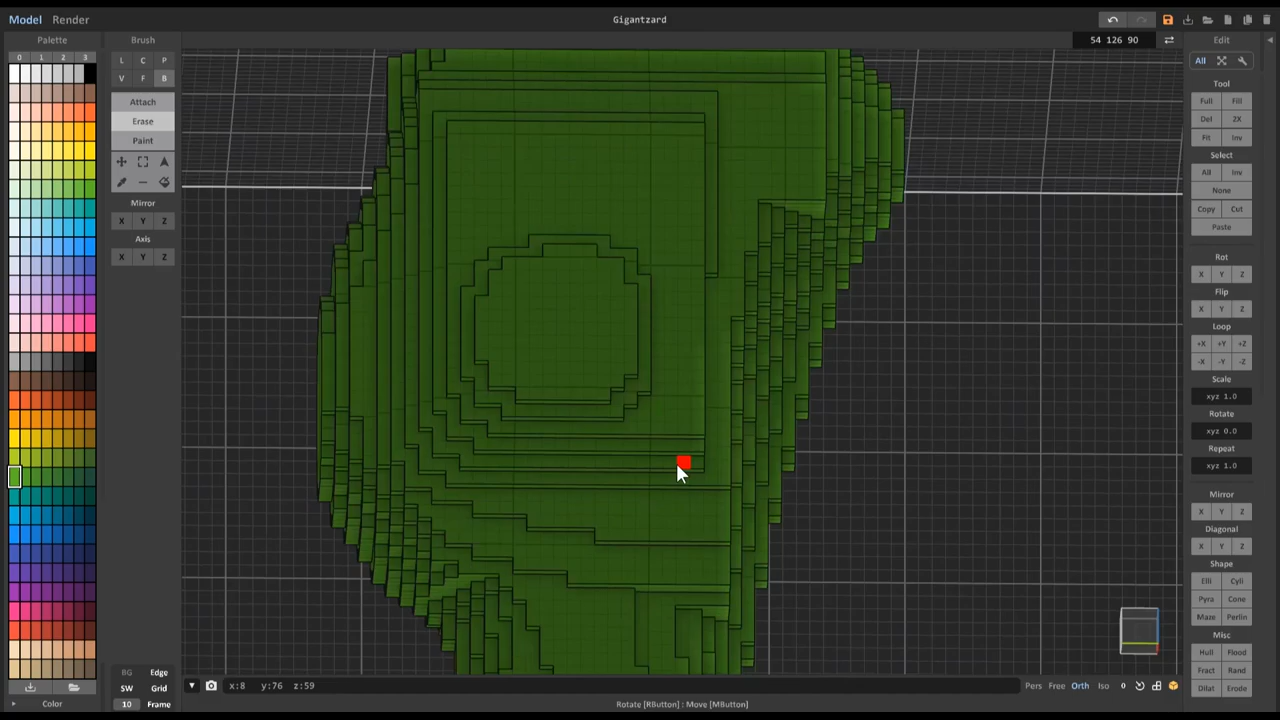 Model Render
Gigantzard
Palette
Brush
54 126 90
Edit
0 1 2 3
L C P
V F B
Attach
Erase
Paint
Mirror
X Y Z
Axis
X Y Z
All
Tool
Full Fill
Del 2X
Fit Inv
Select
All Inv
None
Copy Cut
Paste
Rot
X Y Z
Flip
X Y Z
Loop
+X +Y +Z
-X -Y -Z
Scale
xyz 1.0
Rotate
xyz 0.0
Repeat
xyz 1.0
Mirror
X Y Z
Diagonal
X Y Z
Shape
Elli Cyli
Pyra Cone
Maze Perlin
Misc
Hull Flood
Fract Rand
Dilat Erode
BG Edge
SW Grid
10 Frame
Color
x:8 y:76 z:59
Pers Free Orth Iso 0
Rotate [RButton] : Move [MButton]